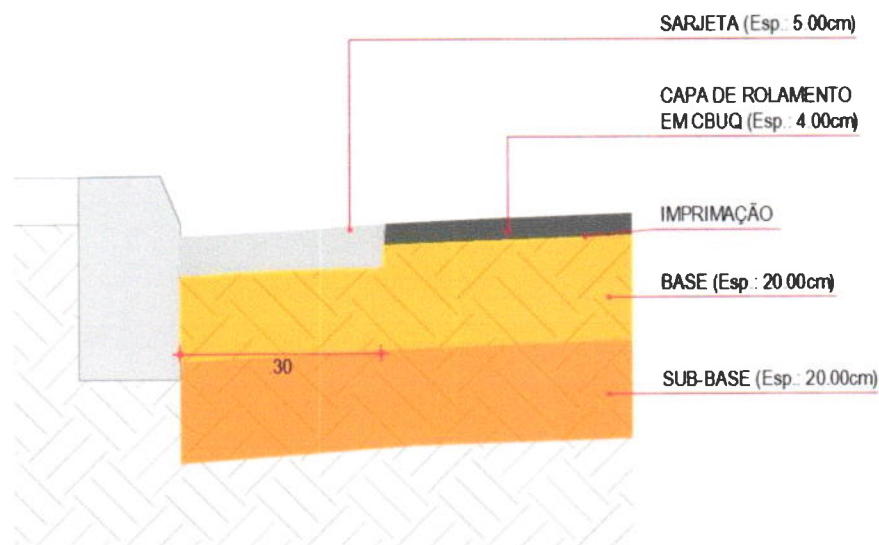 SARJETA (Esp.: 5.00cm)
CAPA DE ROLAMENTO
EM CBUQ (Esp.: 4.00cm)
IMPRIMAÇÃO
BASE (Esp.: 20.00cm)
.30
SUB-BASE (Esp.: 20.00cm)